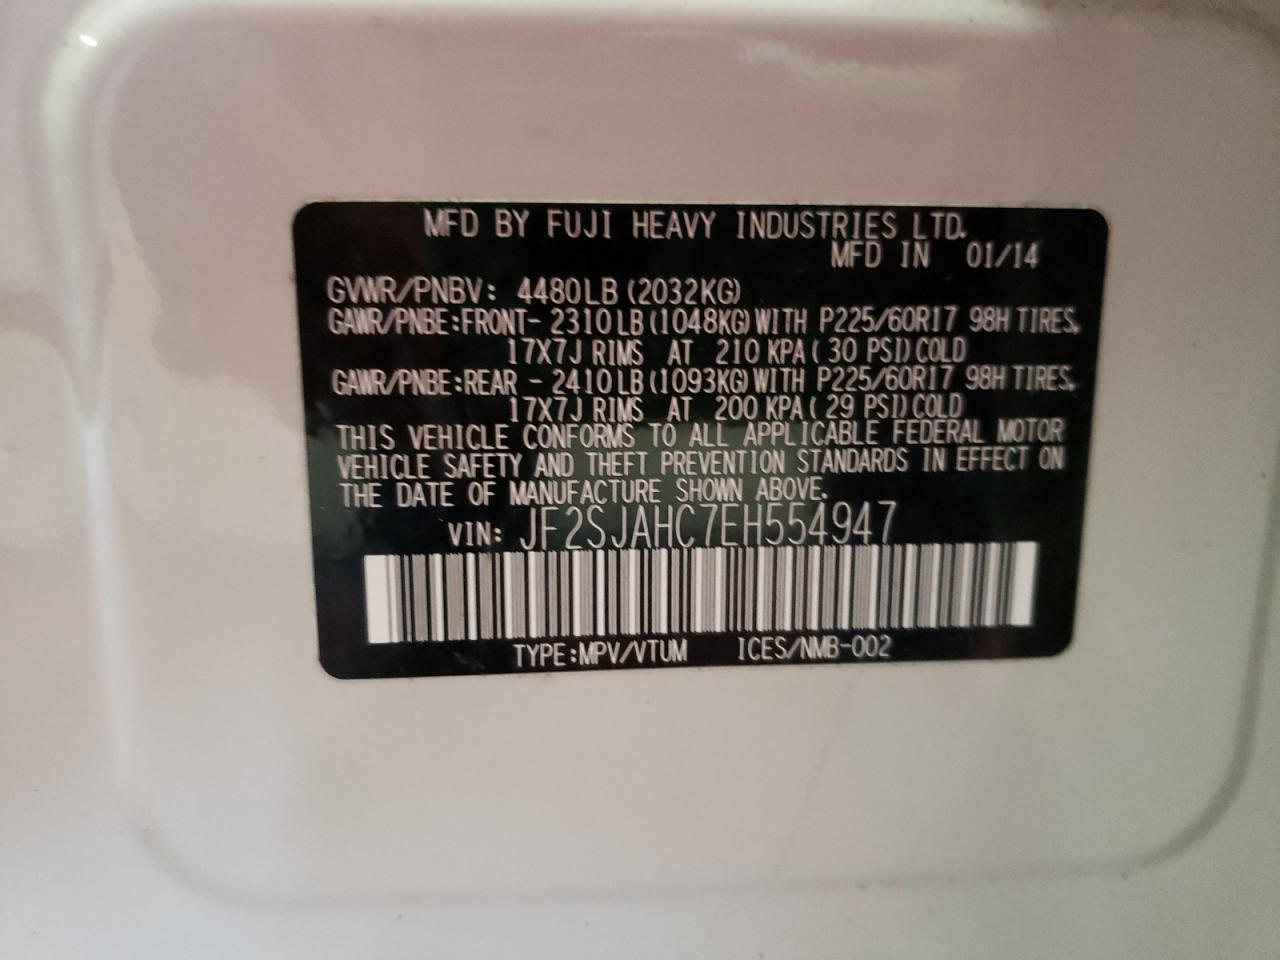 MFD BY FUJI HEAVY INDUSTRIES LTD.
MFD IN 01/14
GVWR/PNBV: 4480LB(2032KG)
GAWR/PNBE:FRONT- 2310LB(1048KG)WITH P225/60R17 98H TIRES,
17X7J RIMS AT 210 KPA( 30 PSI)COLD
GAWR/PNBE:REAR - 2410LB(1093KG)WITH P225/60R17 98H TIRES,
17X7J RIMS AT 200 KPA( 29 PSI)COLD
THIS VEHICLE CONFORMS TO ALL APPLICABLE FEDERAL MOTOR
VEHICLE SAFETY AND THEFT PREVENTION STANDARDS IN EFFECT ON
THE DATE OF MANUFACTURE SHOWN ABOVE.
VIN: JF2SJAHC7EH554947
TYPE:MPV/VTUM ICES/NMB-002